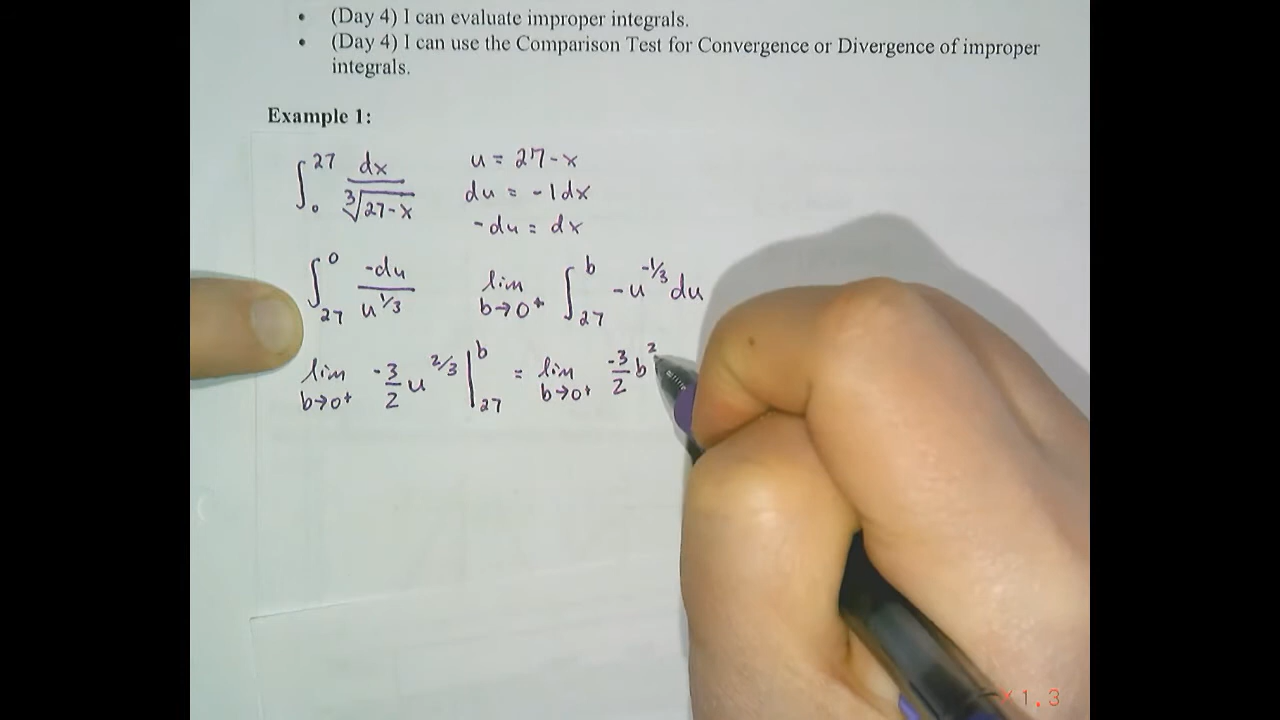 • (Day 4) I can evaluate improper integrals.
• (Day 4) I can use the Comparison Test for Convergence or Divergence of improper
integrals.
Example 1:
∫₀²⁷ dx/∛(27-x)   u = 27-x
du = -1dx
-du = dx
∫₂₇⁰ -du/u^(1/3)   lim b→0⁺ ∫₂₇ᵇ -u^(-1/3) du
lim b→0⁺ -3/2 u^(2/3) |₂₇ᵇ = lim b→0⁺ -3/2 b²
×1.3